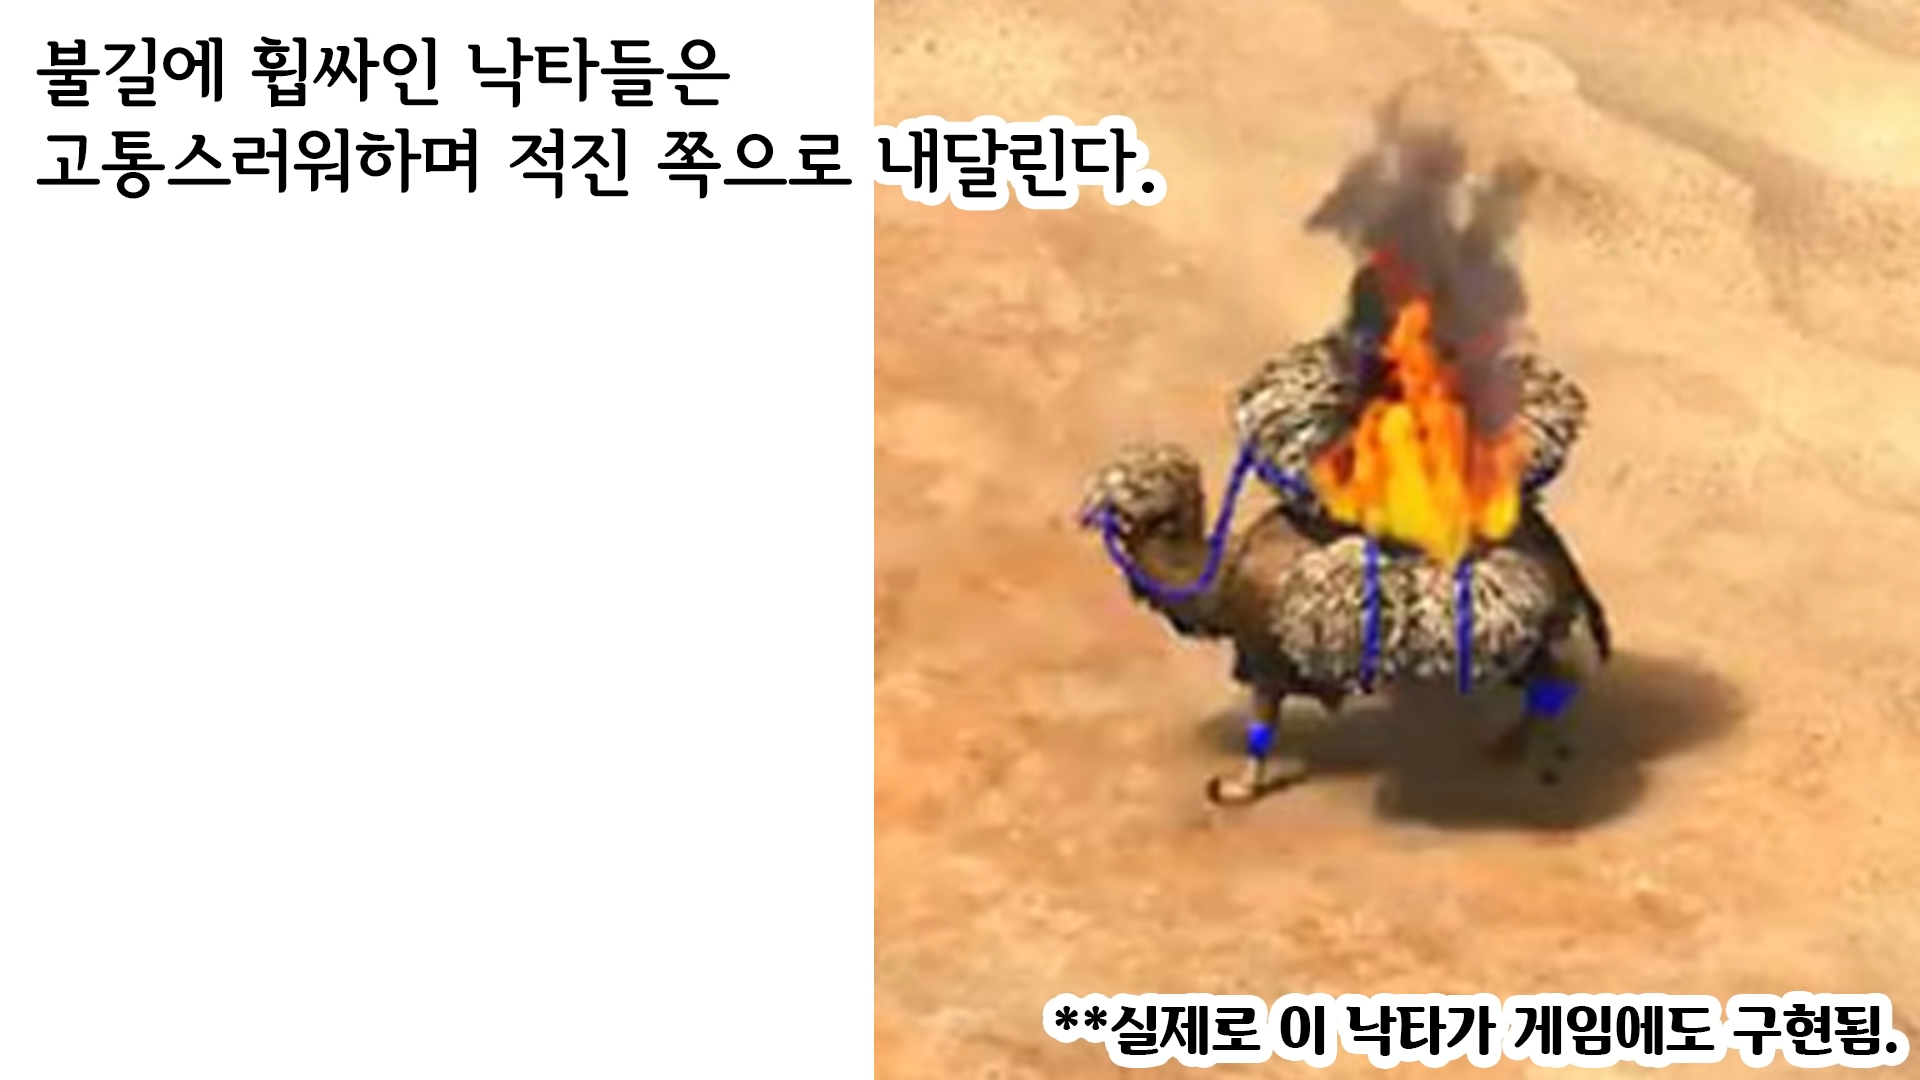 불길에 휩싸인 낙타들은
고통스러워하며 적진 쪽으로 내달린다.
**실제로 이 낙타가 게임에도 구현됨.